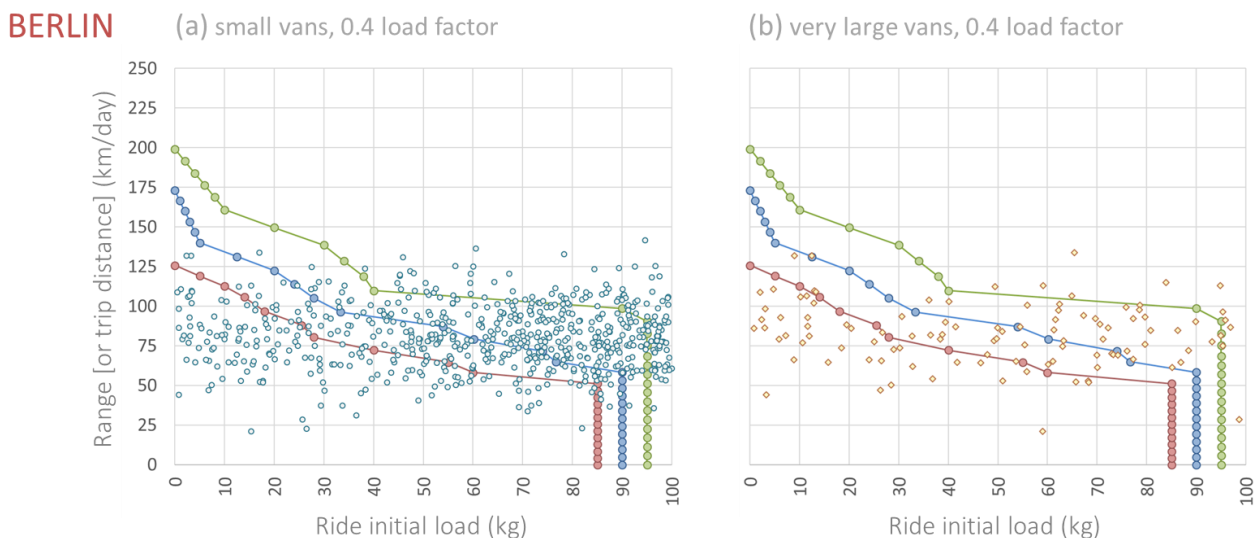 BERLIN
(a) small vans, 0.4 load factor
(b) very large vans, 0.4 load factor
Range [or trip distance] (km/day)
250
225
200
175
150
125
100
75
50
25
0
0 10 20 30 40 50 60 70 80 90 100
0 10 20 30 40 50 60 70 80 90 100
Ride initial load (kg)
Ride initial load (kg)